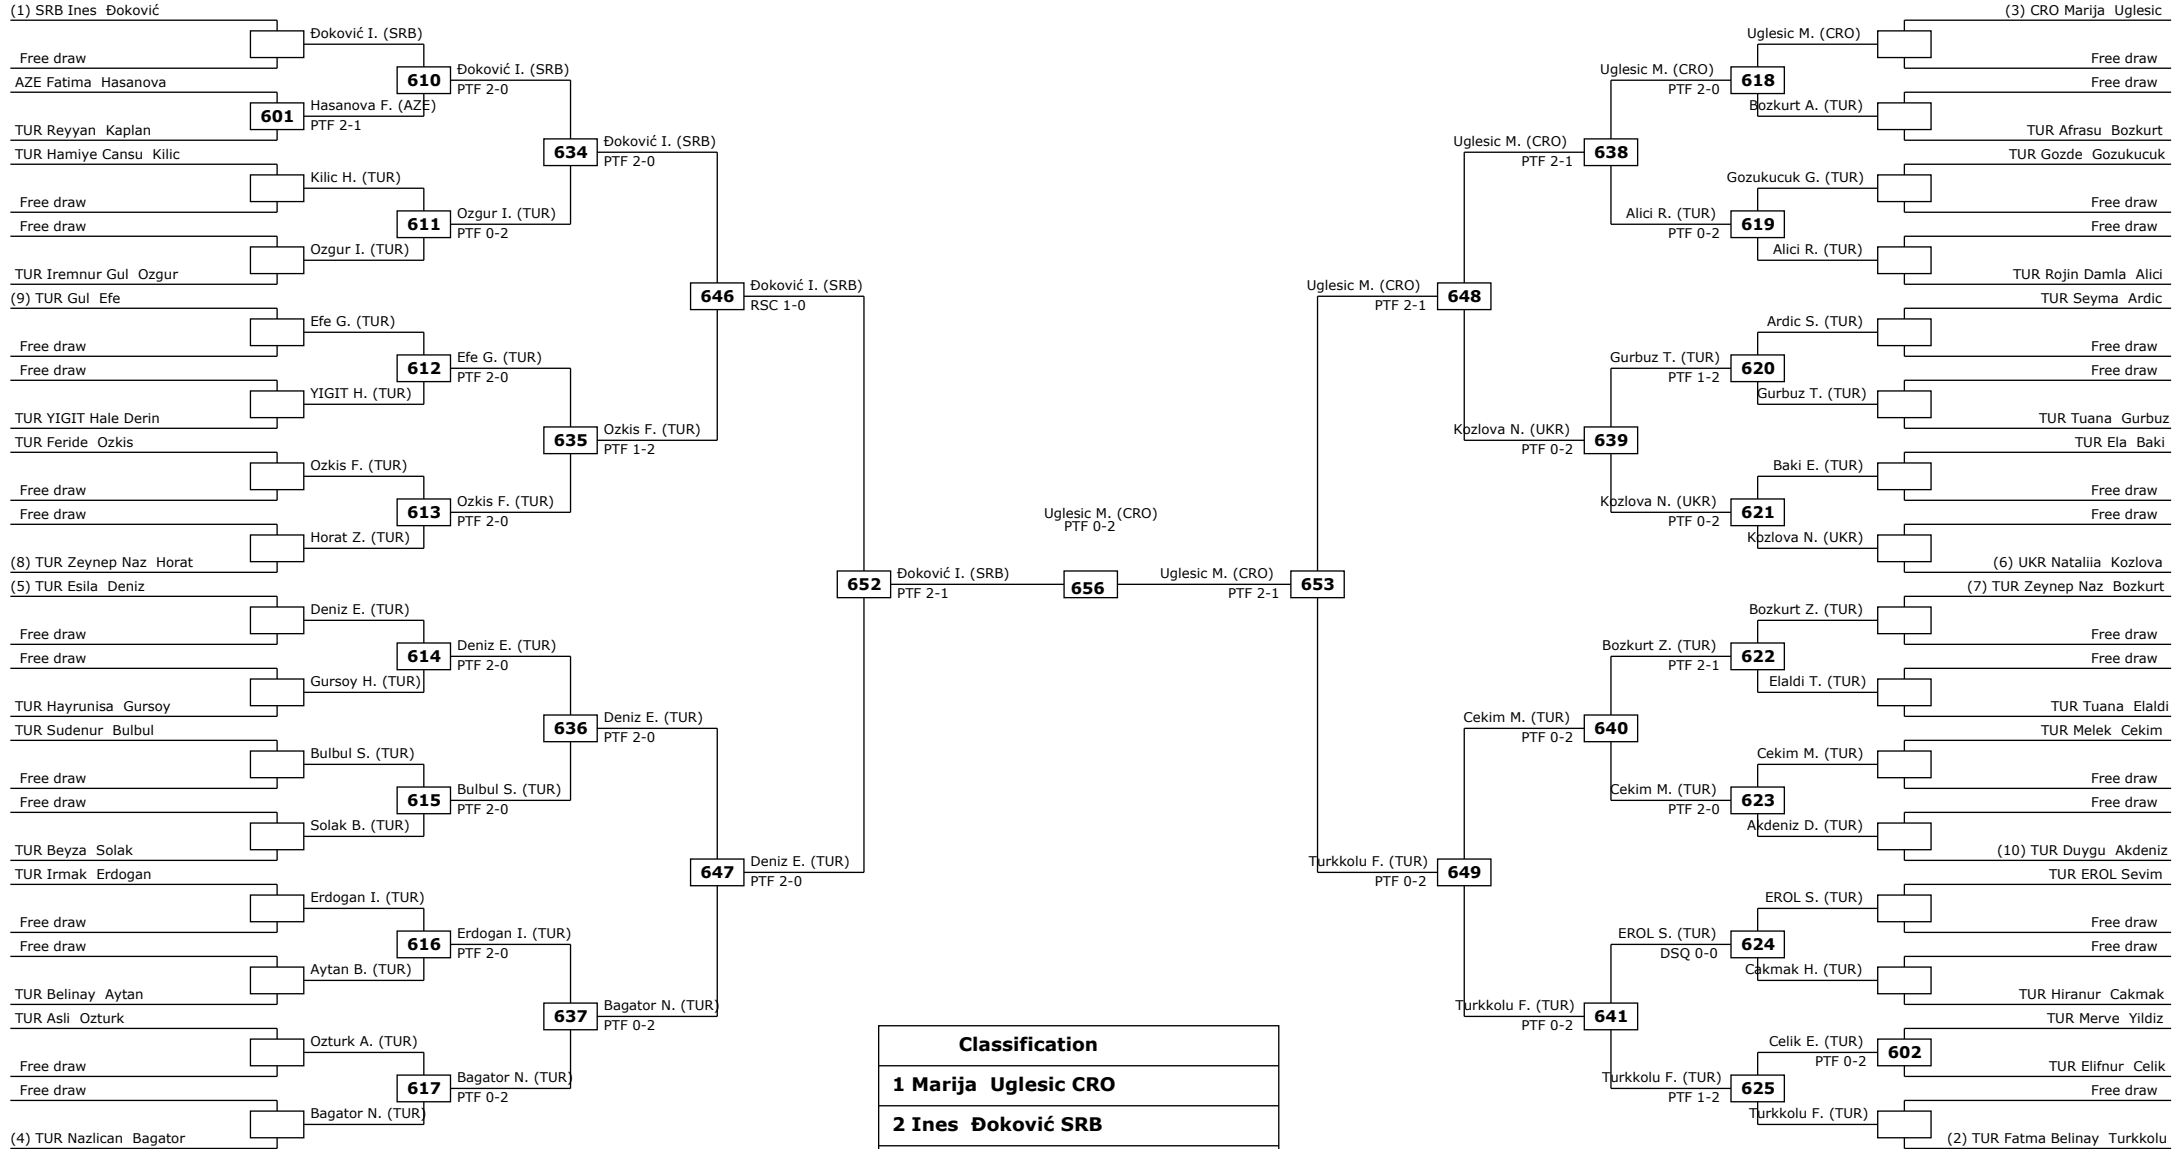 (1) SRB Ines Đoković
Free draw
AZE Fatima Hasanova
TUR Reyyan Kaplan
TUR Hamiye Cansu Kilic
Free draw
Free draw
TUR Iremnur Gul Ozgur
(9) TUR Gul Efe
Free draw
Free draw
TUR YIGIT Hale Derin
TUR Feride Ozkis
Free draw
Free draw
(8) TUR Zeynep Naz Horat
(5) TUR Esila Deniz
Free draw
Free draw
TUR Hayrunisa Gursoy
TUR Sudenur Bulbul
Free draw
Free draw
TUR Beyza Solak
TUR Irmak Erdogan
Free draw
Free draw
TUR Belinay Aytan
TUR Asli Ozturk
Free draw
Free draw
(4) TUR Nazlican Bagator
Đoković I. (SRB)
601
Hasanova F. (AZE)
PTF 2-1
Kilic H. (TUR)
Ozgur I. (TUR)
Efe G. (TUR)
YIGIT H. (TUR)
Ozkis F. (TUR)
Horat Z. (TUR)
Deniz E. (TUR)
Gursoy H. (TUR)
Bulbul S. (TUR)
Solak B. (TUR)
Erdogan I. (TUR)
Aytan B. (TUR)
Ozturk A. (TUR)
Bagator N. (TUR)
610
Đoković I. (SRB)
PTF 2-0
611
Ozgur I. (TUR)
PTF 0-2
612
Efe G. (TUR)
PTF 2-0
613
Ozkis F. (TUR)
PTF 2-0
614
Deniz E. (TUR)
PTF 2-0
615
Bulbul S. (TUR)
PTF 2-0
616
Erdogan I. (TUR)
PTF 2-0
617
Bagator N. (TUR)
PTF 0-2
634
Đoković I. (SRB)
PTF 2-0
635
Ozkis F. (TUR)
PTF 1-2
636
Deniz E. (TUR)
PTF 2-0
637
Bagator N. (TUR)
PTF 0-2
646
Đoković I. (SRB)
RSC 1-0
647
Deniz E. (TUR)
PTF 2-0
652
Đoković I. (SRB)
PTF 2-1
Uglesic M. (CRO)
PTF 0-2
656
Uglesic M. (CRO)
PTF 2-1
653
Uglesic M. (CRO)
PTF 2-1
648
Turkkolu F. (TUR)
PTF 0-2
649
Uglesic M. (CRO)
PTF 2-1
638
Kozlova N. (UKR)
PTF 0-2
639
Cekim M. (TUR)
PTF 0-2
640
Turkkolu F. (TUR)
PTF 0-2
641
Uglesic M. (CRO)
PTF 2-0
618
Alici R. (TUR)
PTF 0-2
619
Gurbuz T. (TUR)
PTF 1-2
620
Kozlova N. (UKR)
PTF 0-2
621
Bozkurt Z. (TUR)
PTF 2-1
622
Cekim M. (TUR)
PTF 2-0
623
EROL S. (TUR)
DSQ 0-0
624
Turkkolu F. (TUR)
PTF 1-2
625
Uglesic M. (CRO)
Bozkurt A. (TUR)
Gozukucuk G. (TUR)
Alici R. (TUR)
Ardic S. (TUR)
Gurbuz T. (TUR)
Baki E. (TUR)
Kozlova N. (UKR)
Bozkurt Z. (TUR)
Elaldi T. (TUR)
Cekim M. (TUR)
Akdeniz D. (TUR)
EROL S. (TUR)
Cakmak H. (TUR)
Celik E. (TUR)
PTF 0-2
602
Turkkolu F. (TUR)
(3) CRO Marija Uglesic
Free draw
Free draw
TUR Afrasu Bozkurt
TUR Gozde Gozukucuk
Free draw
Free draw
TUR Rojin Damla Alici
TUR Seyma Ardic
Free draw
Free draw
TUR Tuana Gurbuz
TUR Ela Baki
Free draw
Free draw
(6) UKR Nataliia Kozlova
(7) TUR Zeynep Naz Bozkurt
Free draw
Free draw
TUR Tuana Elaldi
TUR Melek Cekim
Free draw
Free draw
(10) TUR Duygu Akdeniz
TUR EROL Sevim
Free draw
Free draw
TUR Hiranur Cakmak
TUR Merve Yildiz
TUR Elifnur Celik
Free draw
(2) TUR Fatma Belinay Turkkolu
Classification
1 Marija Uglesic CRO
2 Ines Đoković SRB